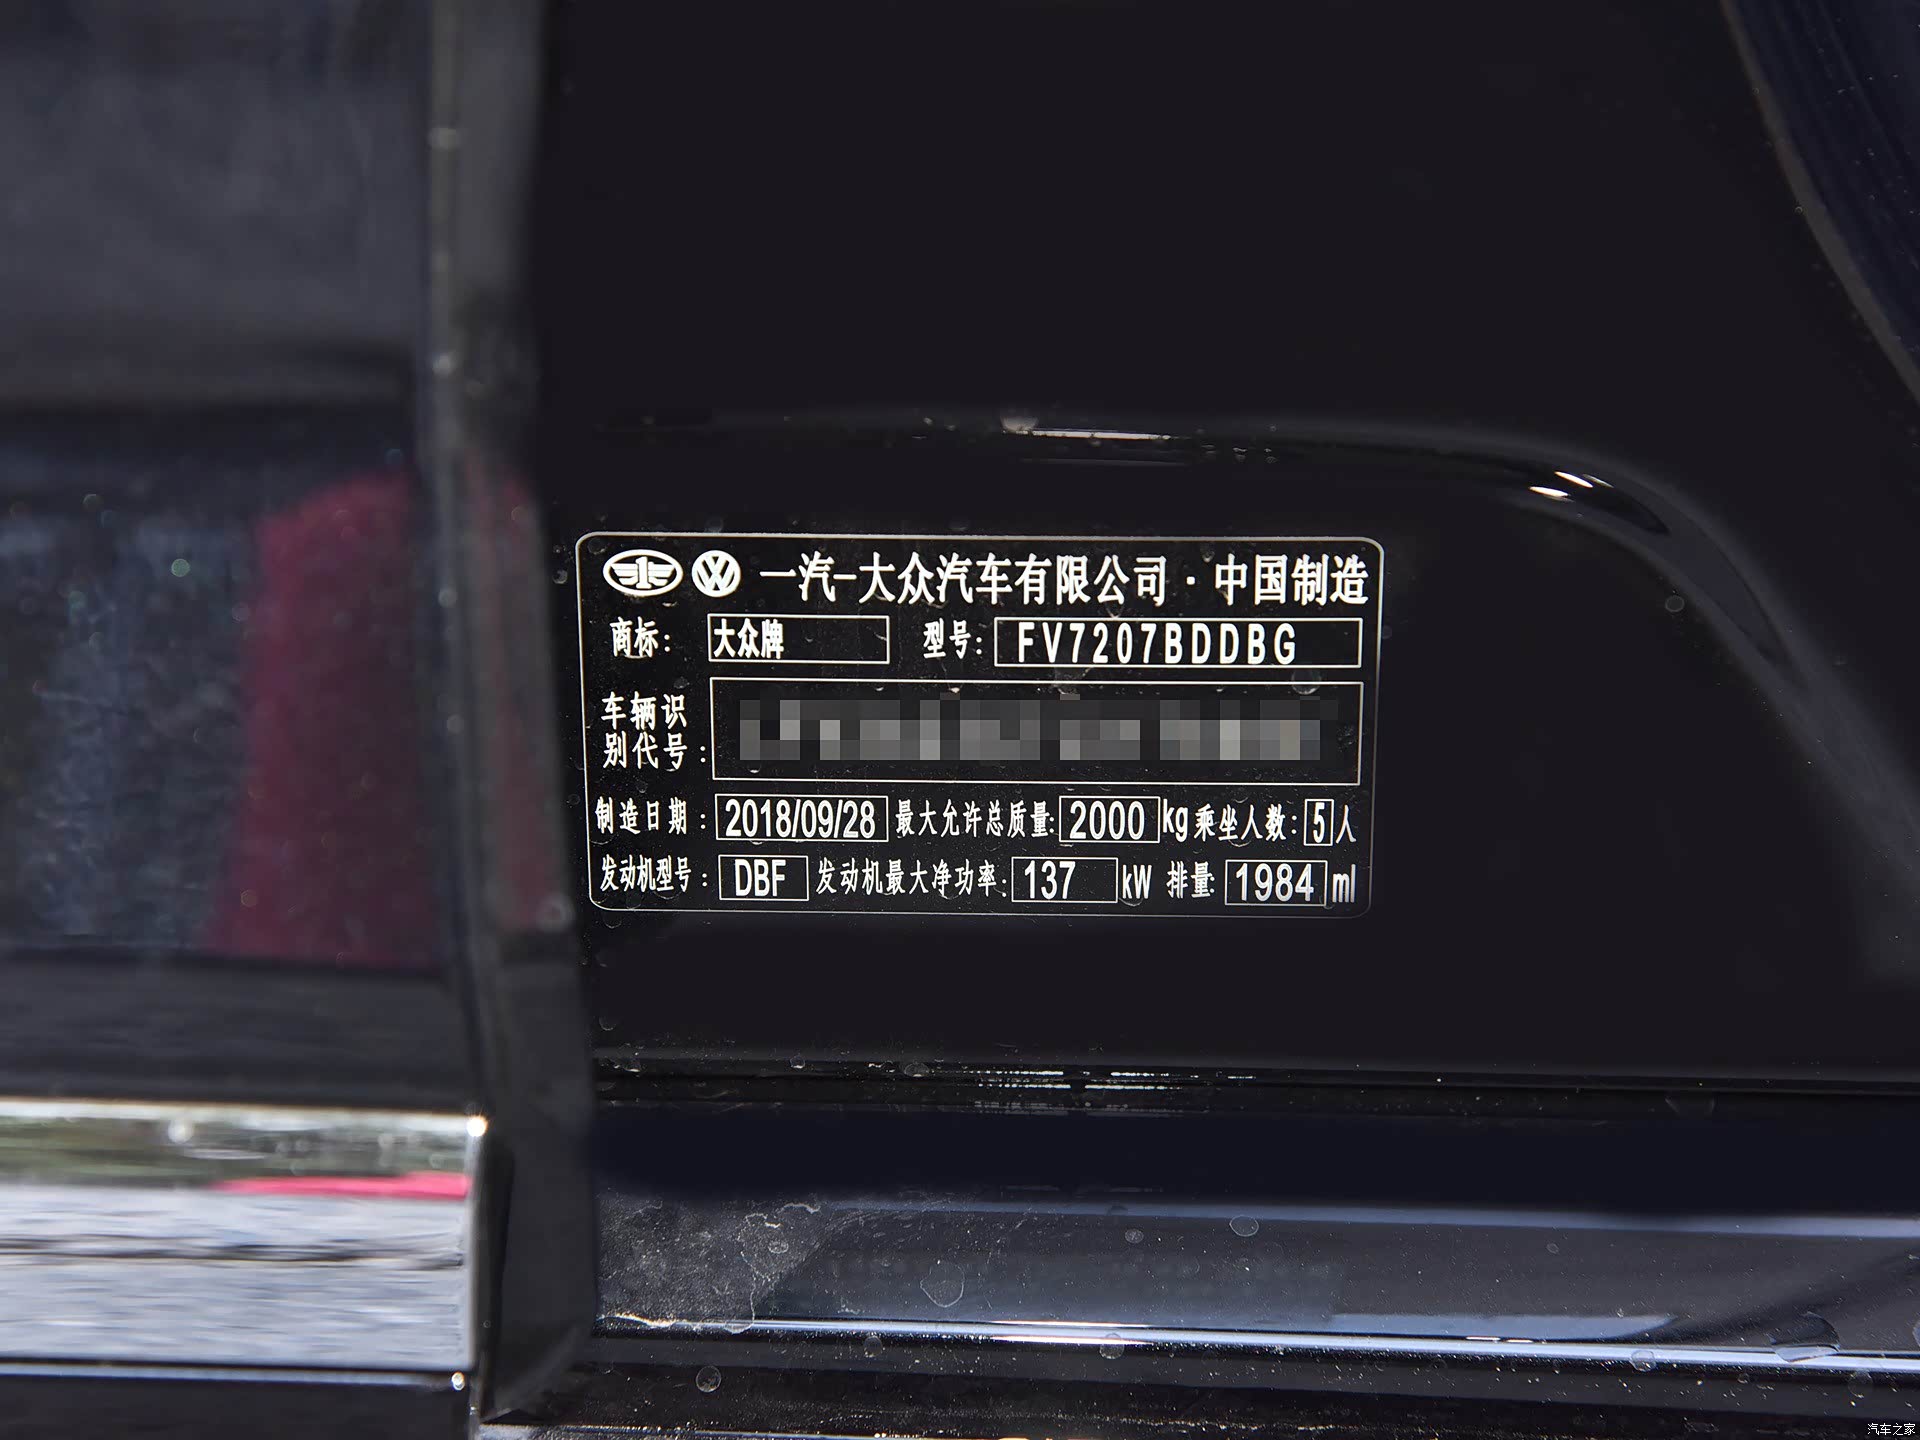 一汽-大众汽车有限公司·中国制造
商标: 大众牌 型号: FV7207BDDBG
车辆识
别代号:
制造日期: 2018/09/28 最大允许总质量: 2000 kg 乘坐人数: 5 人
发动机型号: DBF 发动机最大净功率: 137 kW 排量: 1984 ml
汽车之家